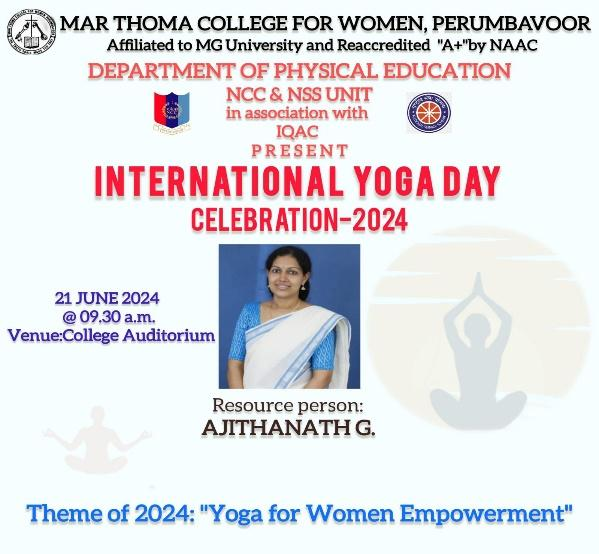 MAR THOMA COLLEGE FOR WOMEN, PERUMBAVOOR
Affiliated to MG University and Reaccredited "A+"by NAAC
DEPARTMENT OF PHYSICAL EDUCATION
NCC & NSS UNIT
in association with
IQAC
PRESENT
INTERNATIONAL YOGA DAY
CELEBRATION-2024
21 JUNE 2024
@ 09.30 a.m.
Venue:College Auditorium
Resource person:
AJITHANATH G.
Theme of 2024: "Yoga for Women Empowerment"